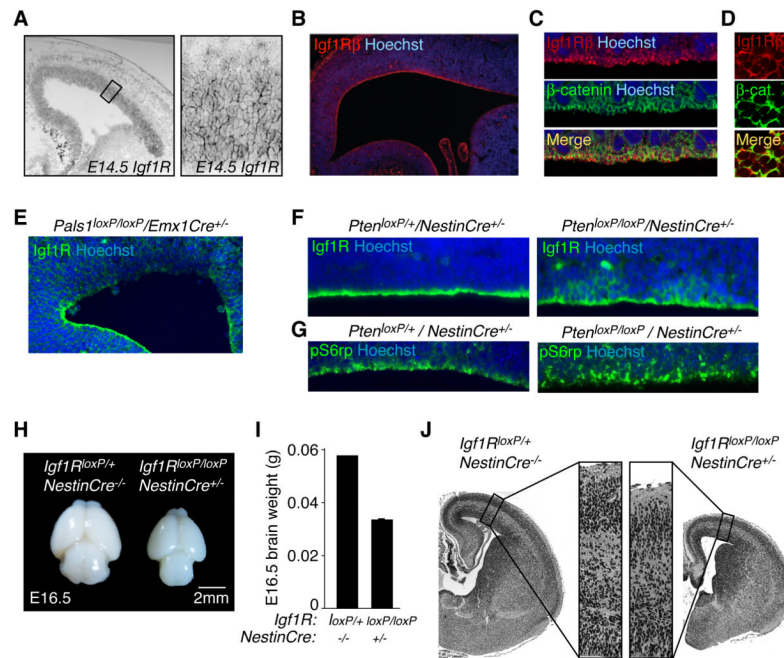 A
E14.5 Igf1R
E14.5 Igf1R
B
Igf1Rβ Hoechst
C
Igf1Rβ Hoechst
β-catenin Hoechst
Merge
D
Igf1Rβ
β-cat.
Merge
E
Pals1loxP/loxP/Emx1Cre+/-
Igf1R Hoechst
F
PtenloxP/+/NestinCre+/-
Igf1R Hoechst
PtenloxP/loxP/NestinCre+/-
Igf1R Hoechst
G
PtenloxP/+ / NestinCre+/-
pS6rp Hoechst
PtenloxP/loxP / NestinCre+/-
pS6rp Hoechst
H
Igf1RloxP/+
NestinCre-/-
Igf1RloxP/loxP
NestinCre+/-
E16.5
2mm
I
E16.5 brain weight (g)
0.06
0.04
0.02
0
Igf1R: loxP/+ loxP/loxP
NestinCre: -/- +/-
J
Igf1RloxP/+
NestinCre-/-
Igf1RloxP/loxP
NestinCre+/-